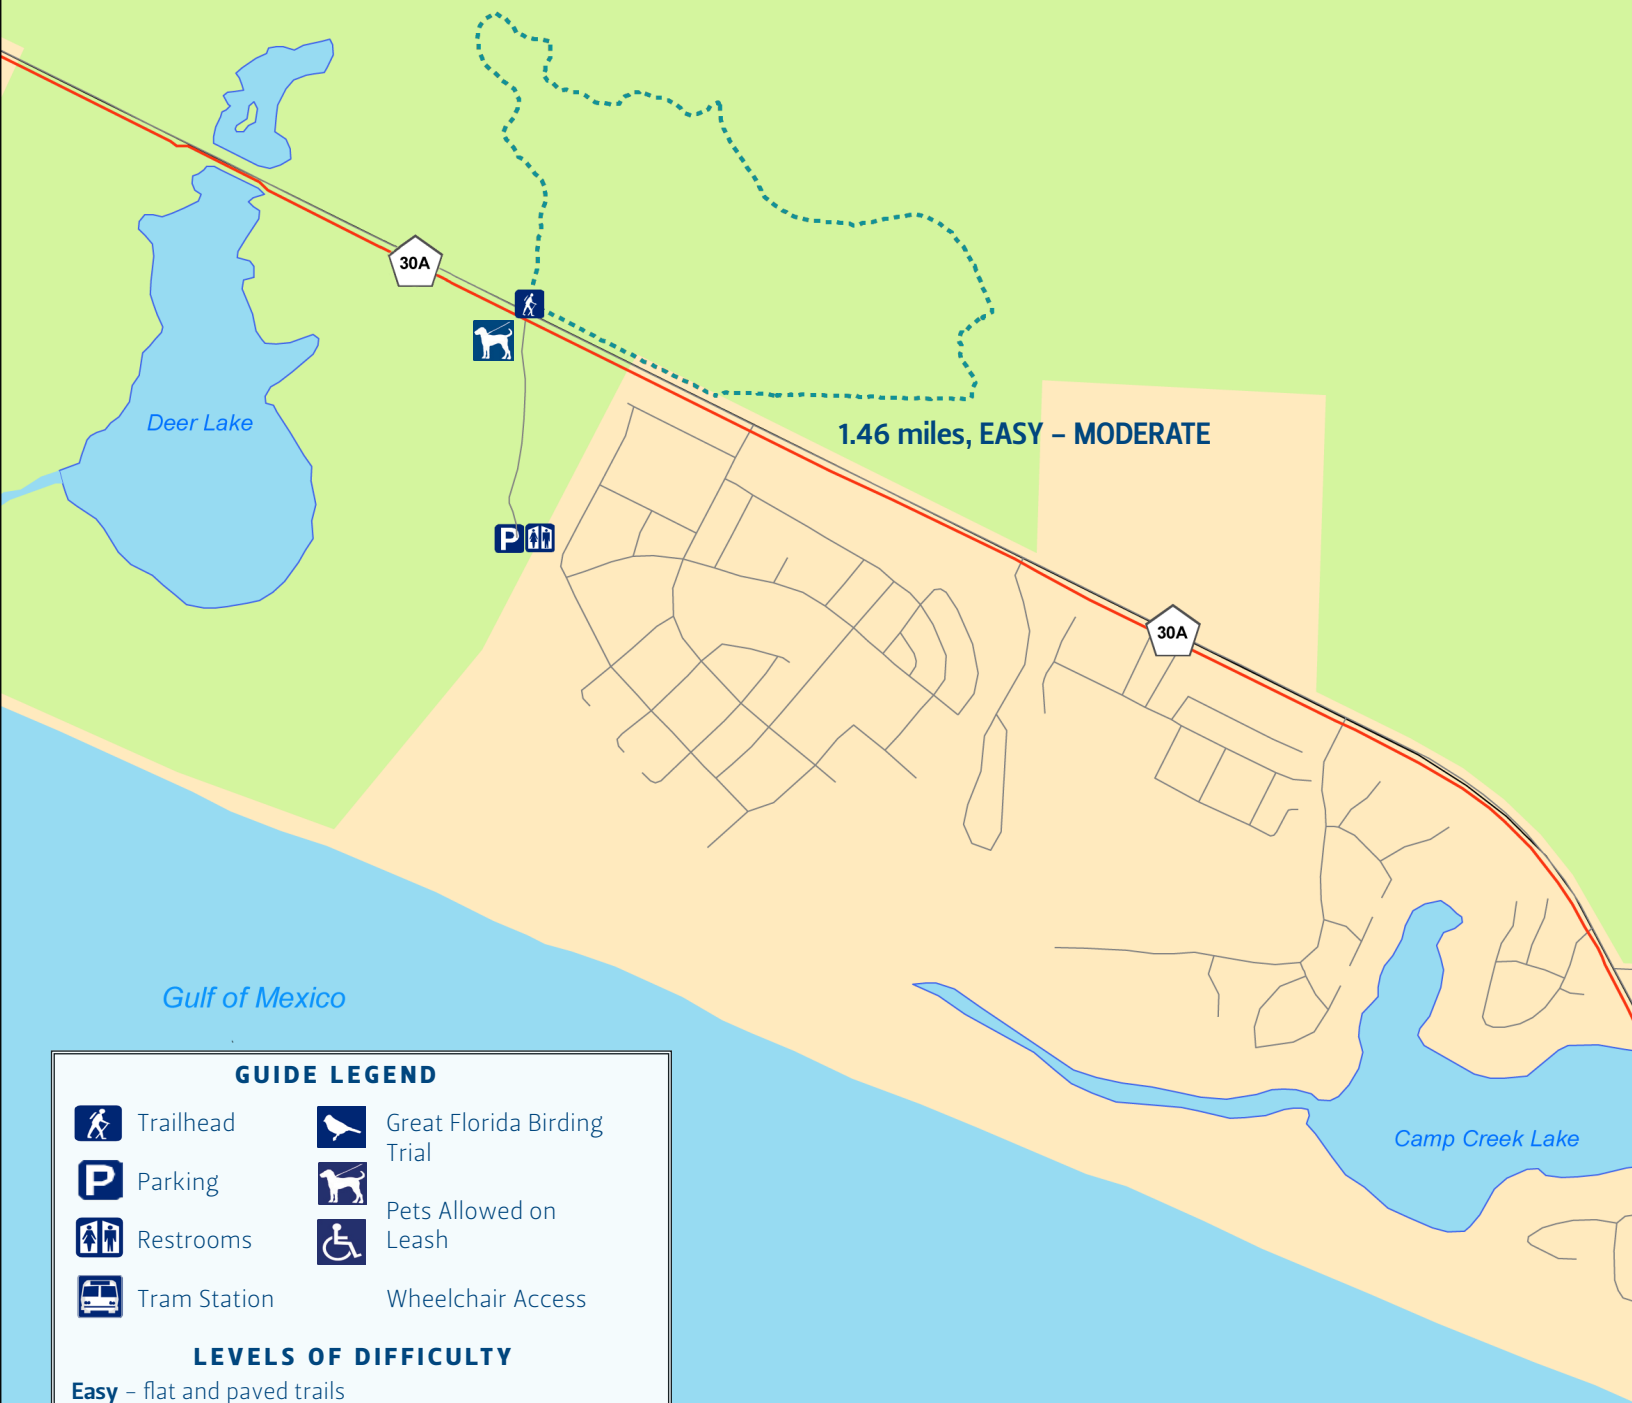 30A
Deer Lake
1.46 miles, EASY – MODERATE
P
30A
Gulf of Mexico
Camp Creek Lake
GUIDE LEGEND
Trailhead
P
Parking
Restrooms
Tram Station
Great Florida Birding
Trial
Pets Allowed on
Leash
Wheelchair Access
LEVELS OF DIFFICULTY
Easy – flat and paved trails